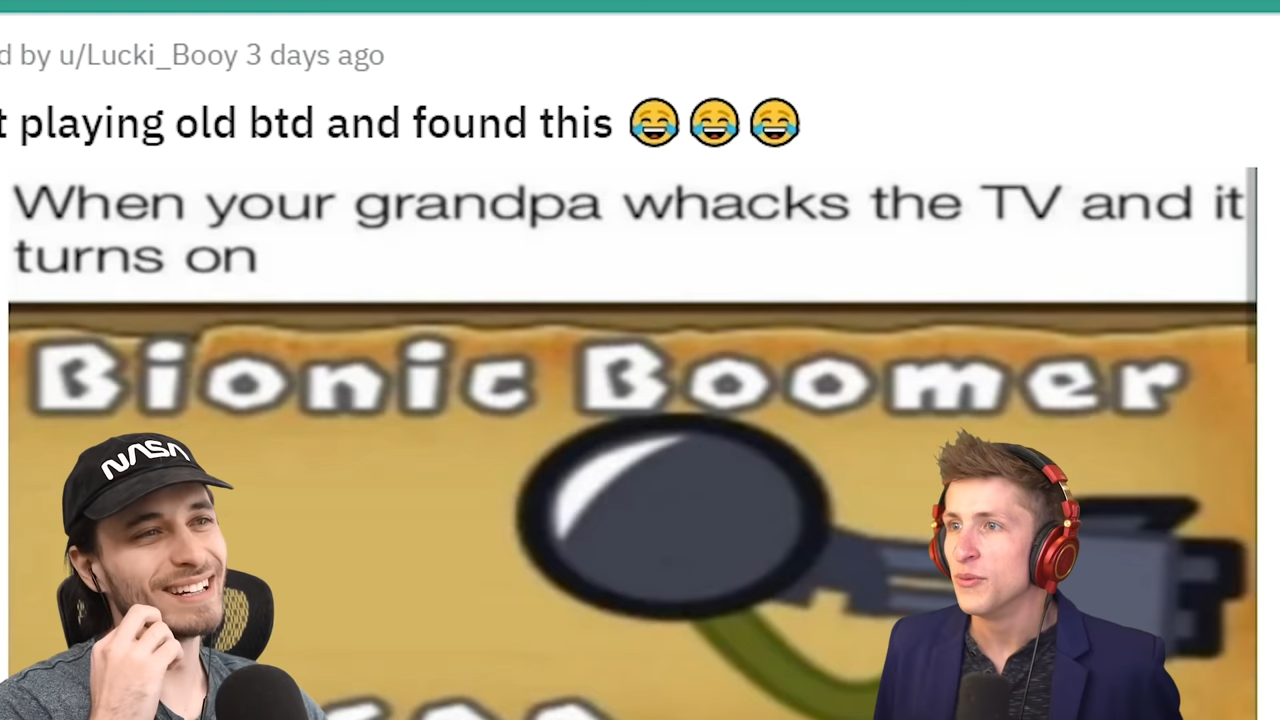 d by u/Lucki_Booy 3 days ago
t playing old btd and found this 😂😂😂
When your grandpa whacks the TV and it
turns on
Bionic Boomer
NASA